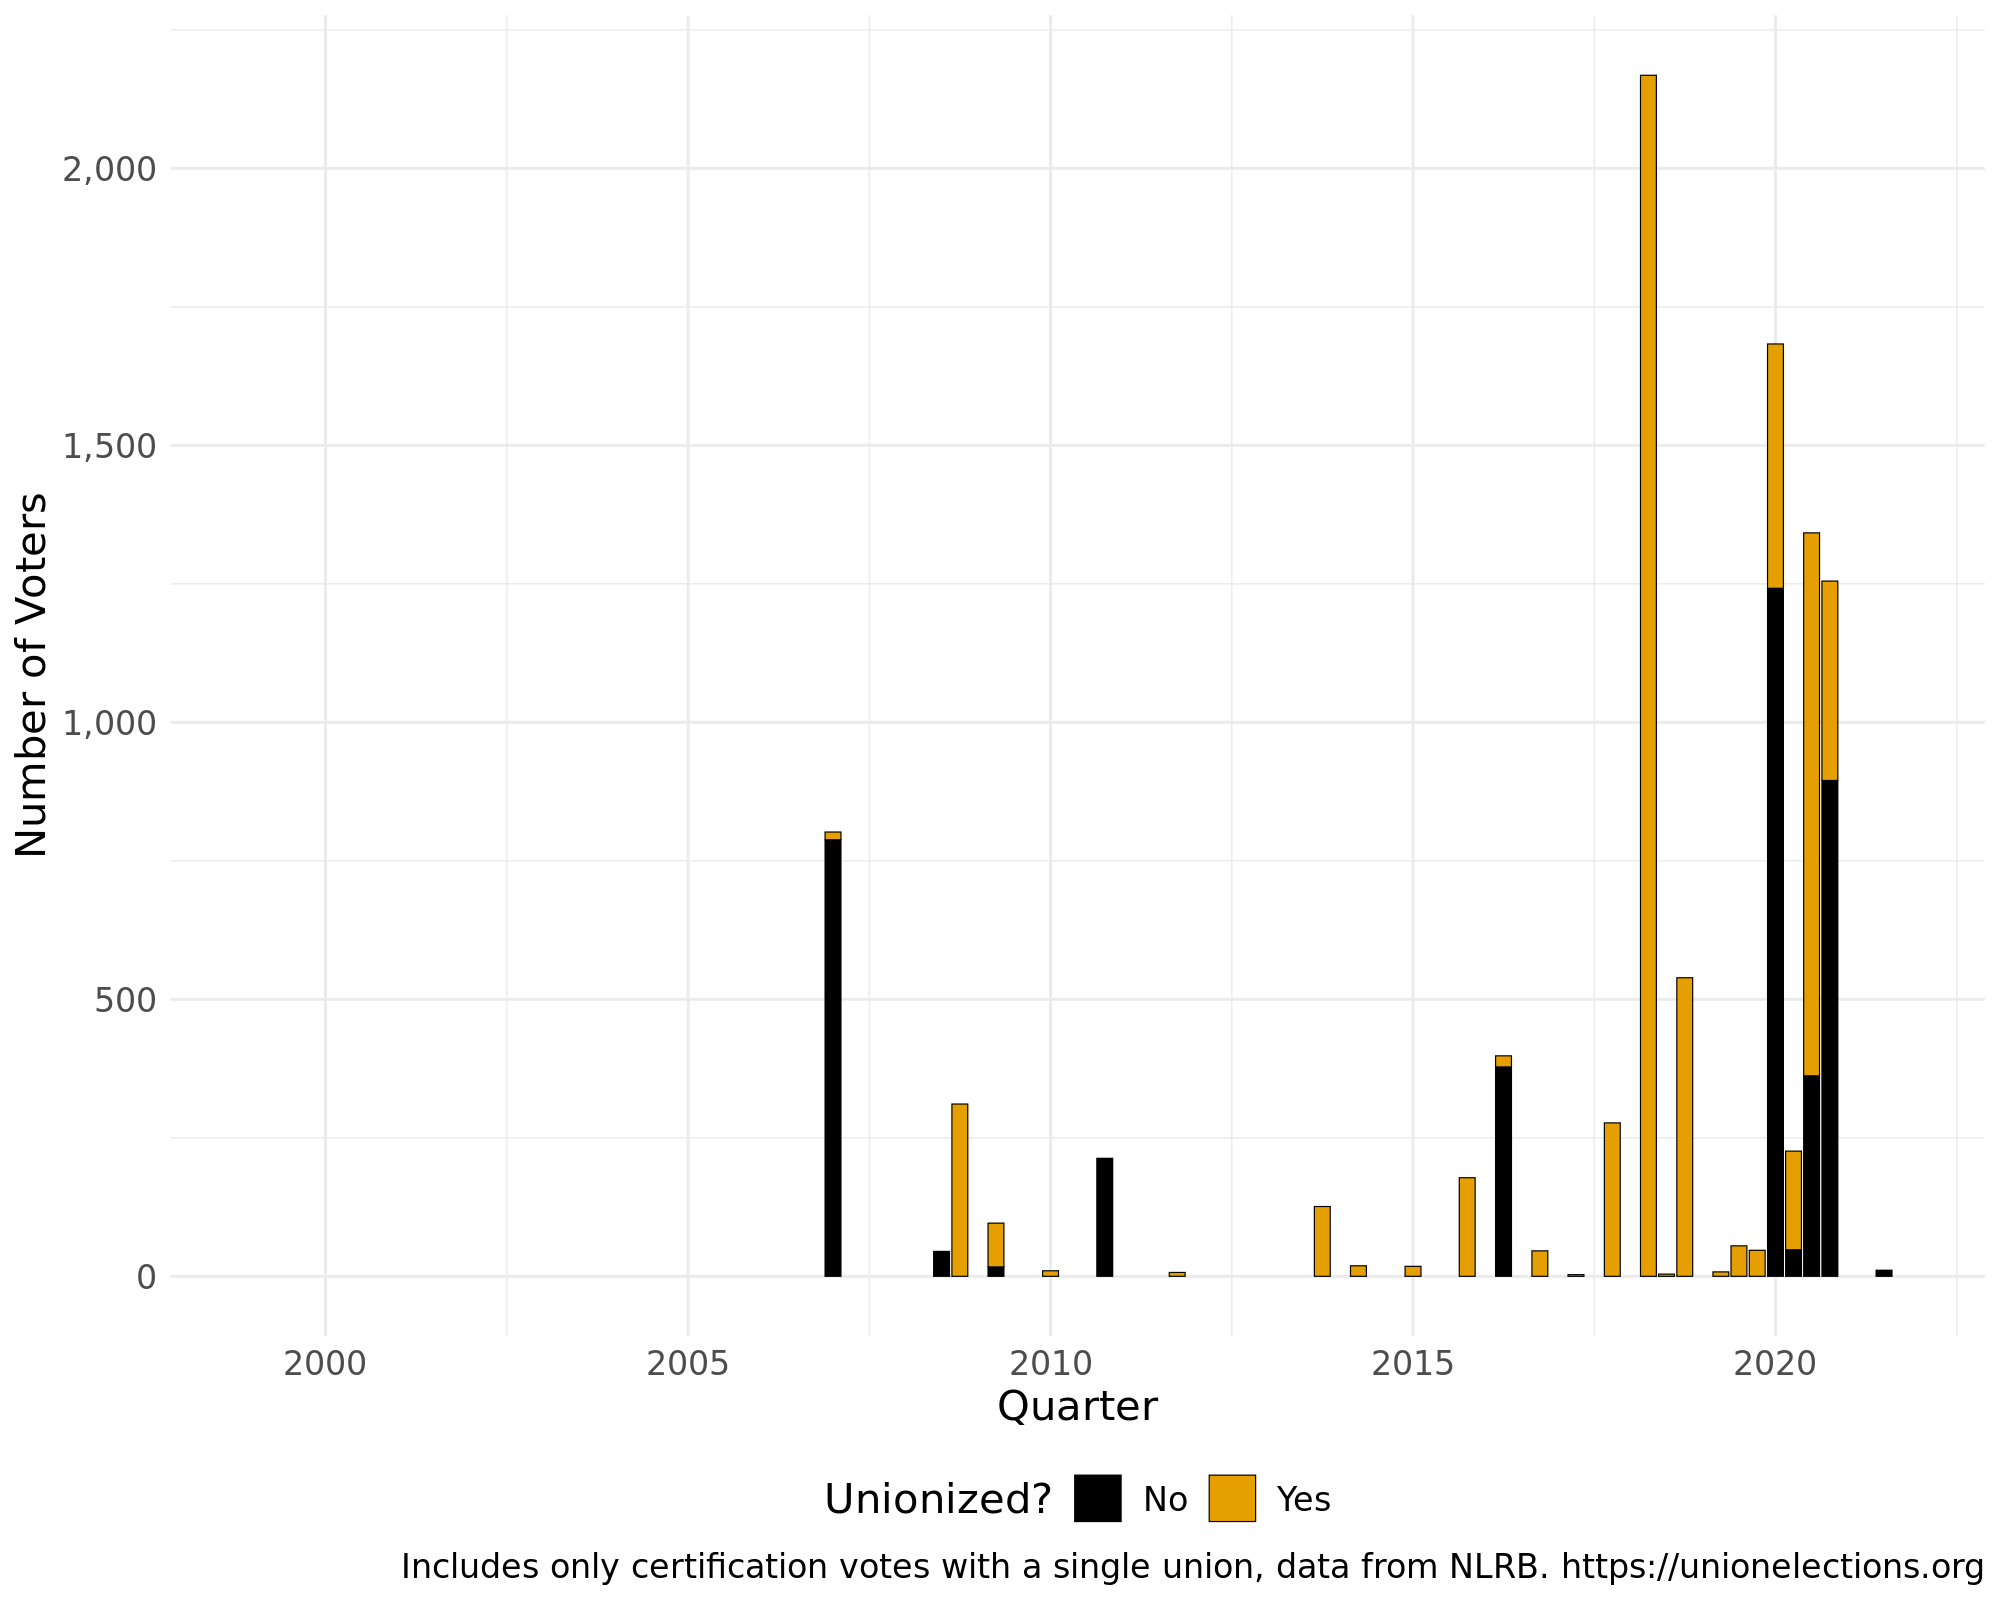 Number of Voters
2,000
1,500
1,000
500
0
2000 2005 2010 2015 2020
Quarter
Unionized? No Yes
Includes only certification votes with a single union, data from NLRB. https://unionelections.org